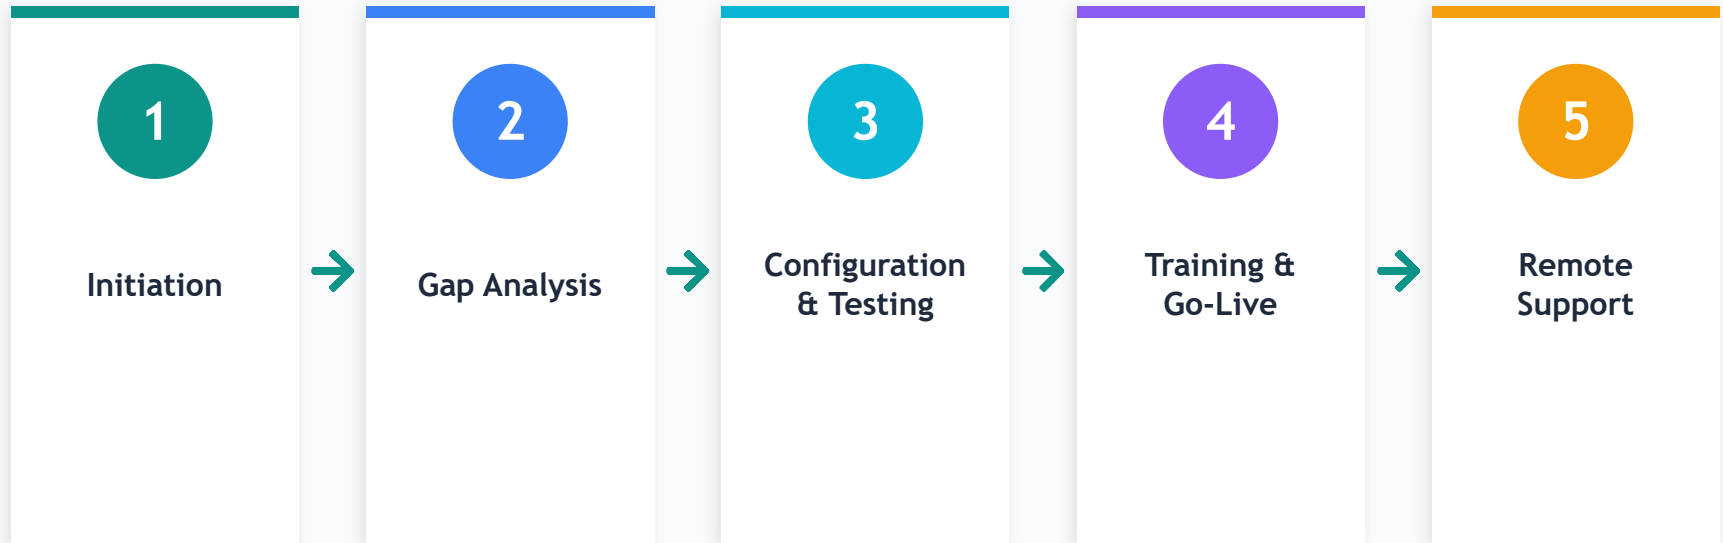 1
Initiation
2
Gap Analysis
3
Configuration
& Testing
4
Training &
Go-Live
5
Remote
Support